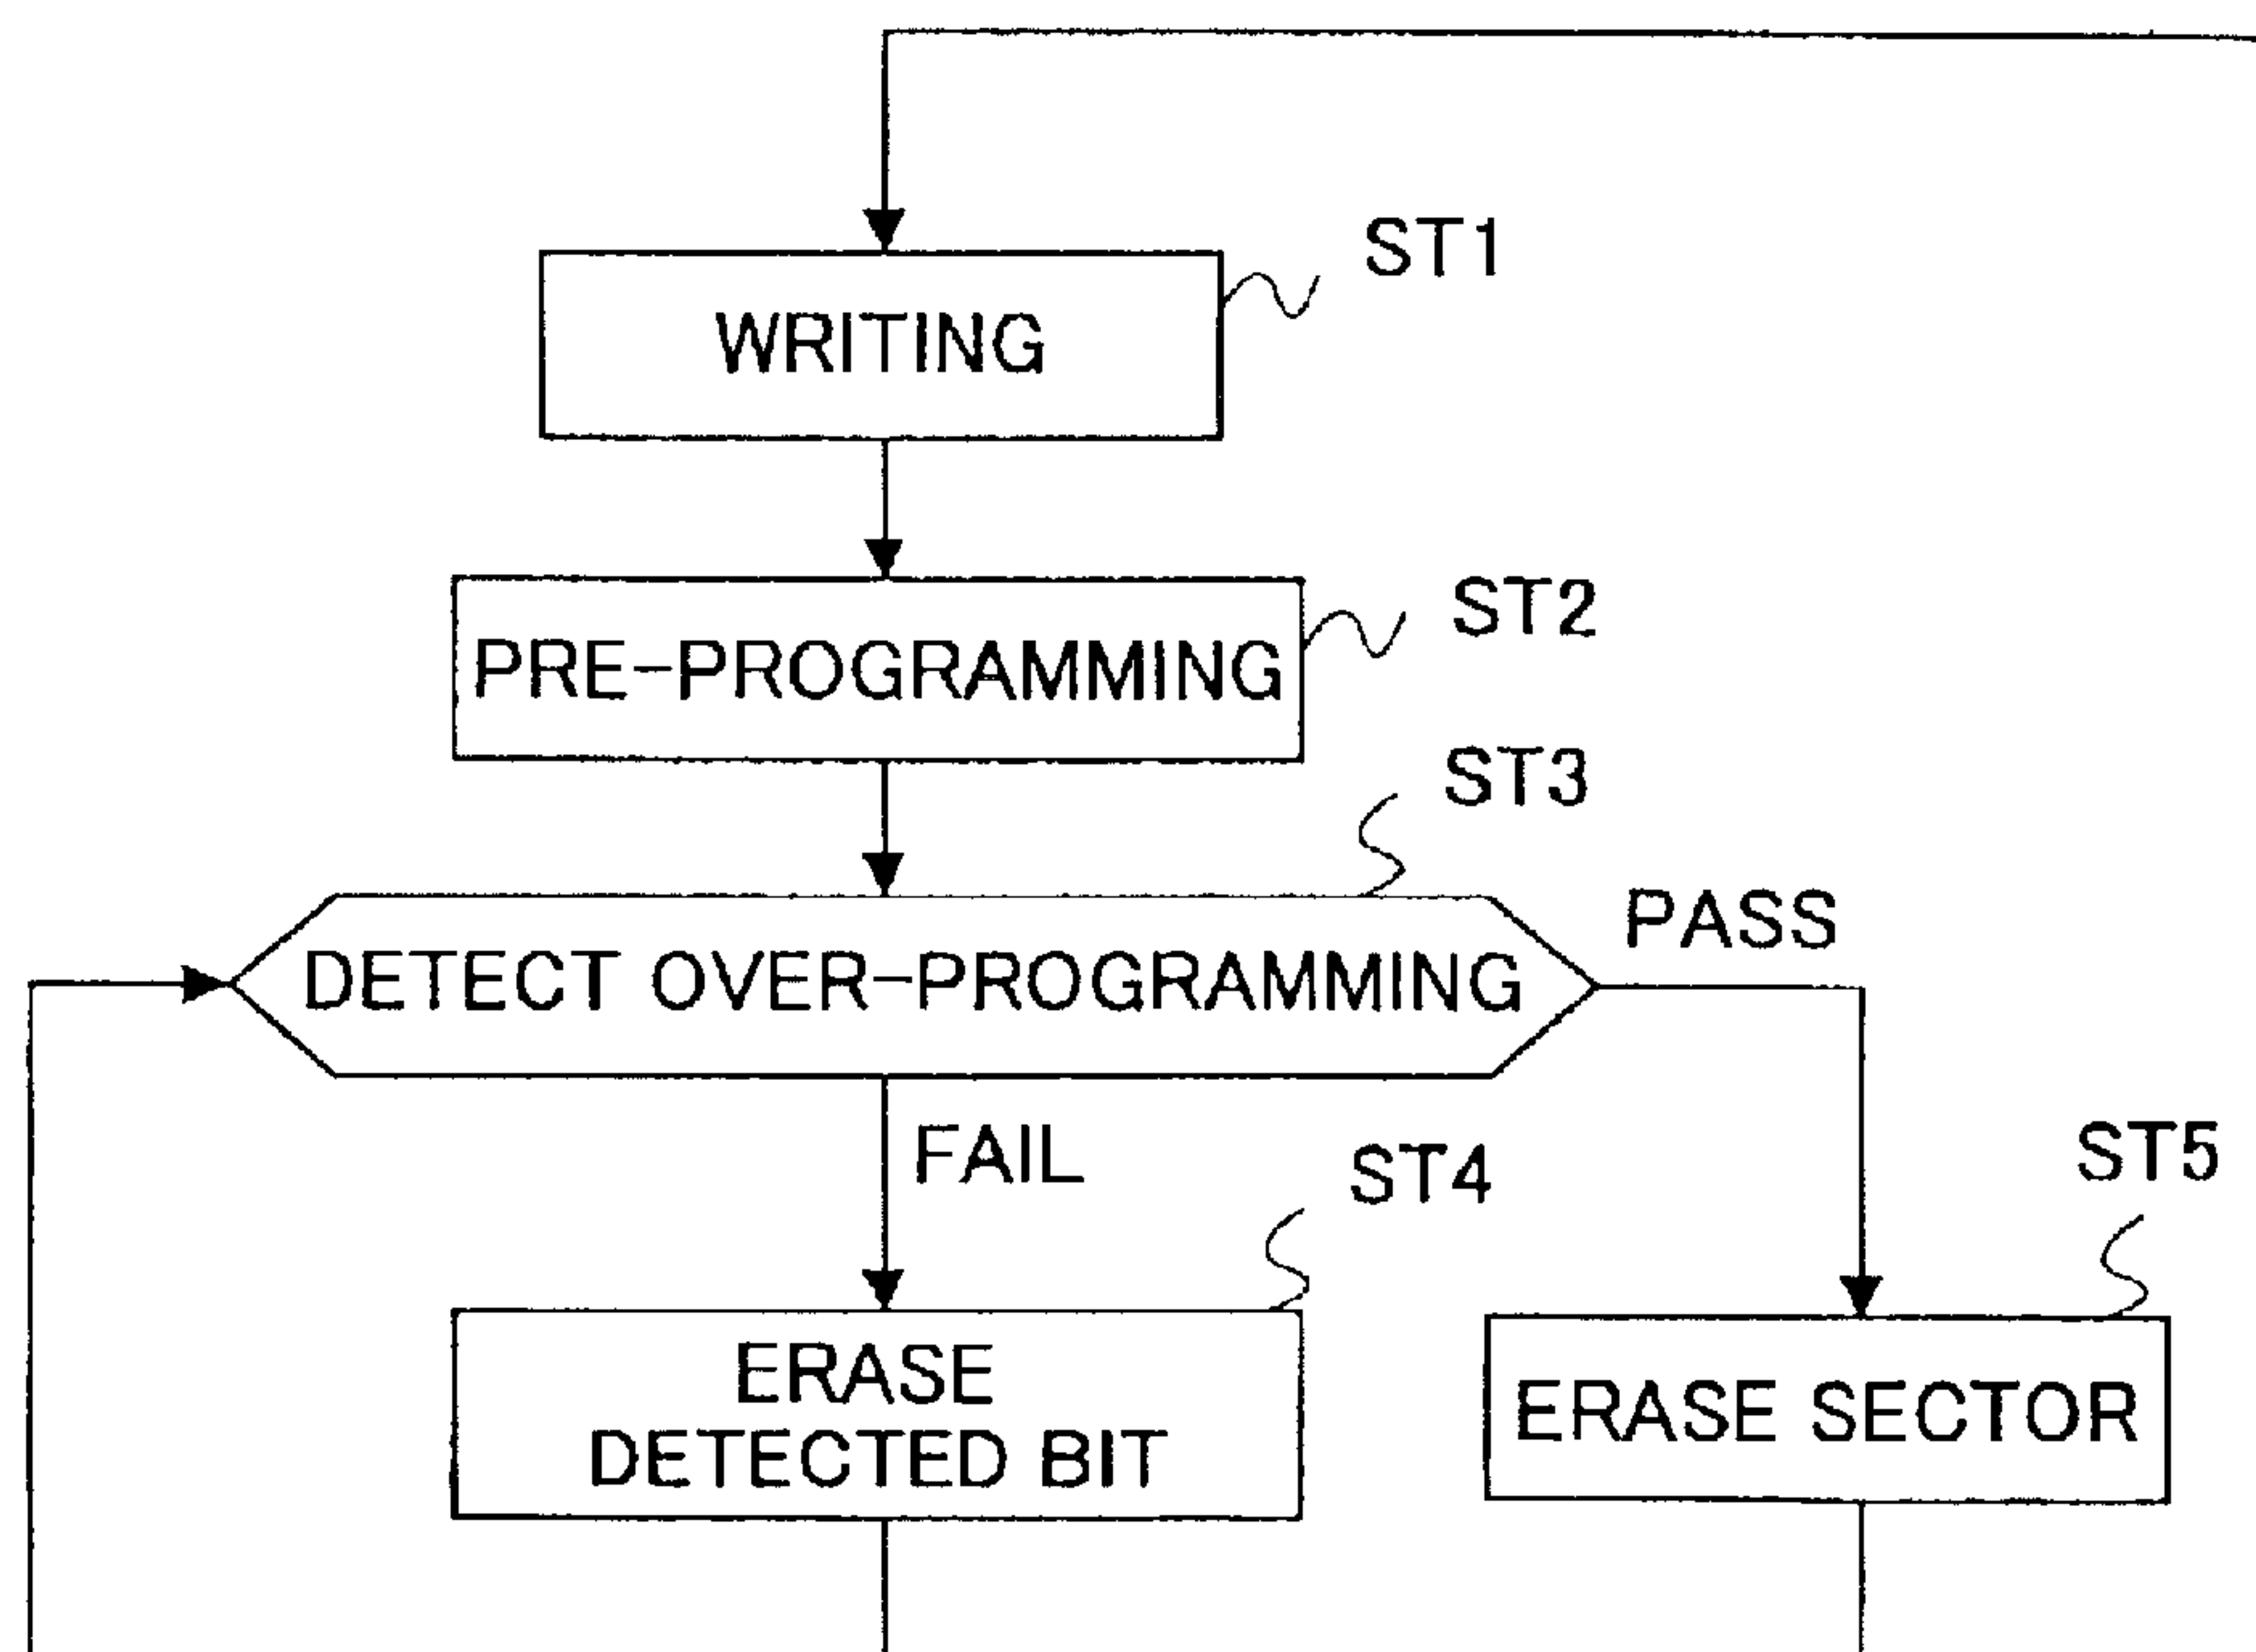 ST1
WRITING
ST2
PRE-PROGRAMMING
ST3
PASS
DETECT OVER-PROGRAMMING
FAIL
ST4
ST5
ERASE
DETECTED BIT
ERASE SECTOR